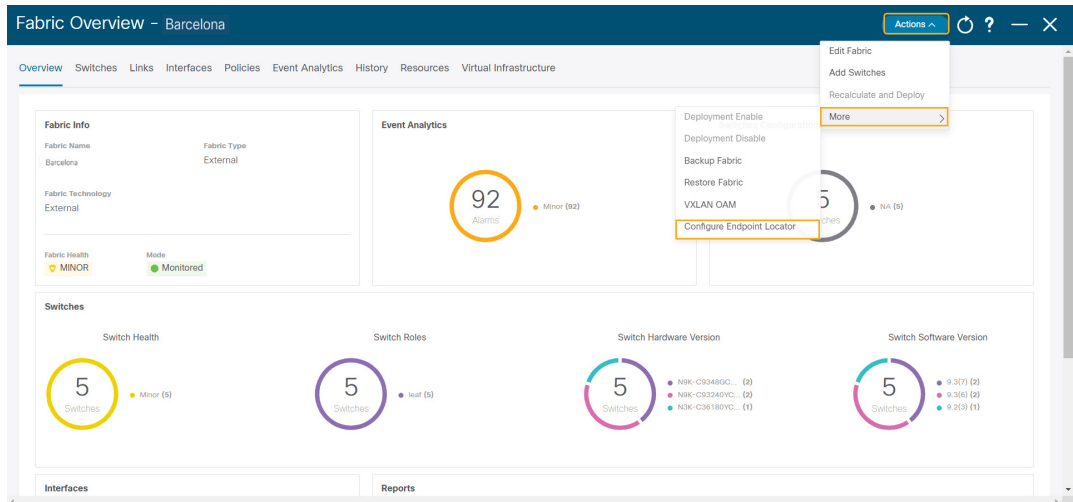 Fabric Overview - Barcelona
Actions
?
Edit Fabric
Add Switches
Recalculate and Deploy
More
Deployment Enable
Deployment Disable
Backup Fabric
Restore Fabric
VXLAN OAM
Configure Endpoint Locator
Overview Switches Links Interfaces Policies Event Analytics History Resources Virtual Infrastructure
Fabric Info
Fabric Name Fabric Type
Barcelona External
Fabric Technology
External
Fabric Health Mode
MINOR Monitored
Event Analytics
92
Alarms
Minor (92)
5
ches
NA (5)
Switches
Switch Health
5
Switches
Minor (5)
Switch Roles
5
Switches
leaf (5)
Switch Hardware Version
5
Switches
N9K-C9348GC... (2)
N9K-C93240YC... (2)
N3K-C36180YC... (1)
Switch Software Version
5
Switches
9.3(7) (2)
9.3(6) (2)
9.2(3) (1)
Interfaces
Reports